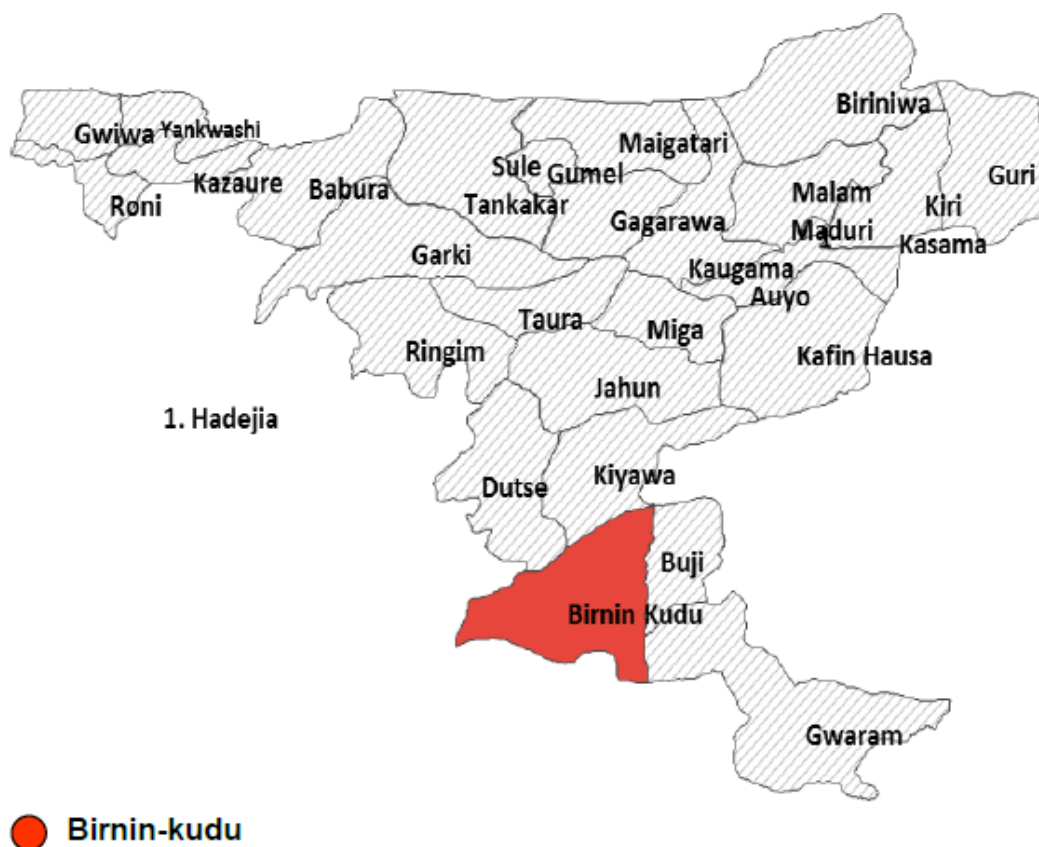 Biriniwa
Gwiwa
Yankwashi
Maigatari
Sule
Gumel
Guri
Kazaure
Babura
Malam
Roni
Tankakar
Gagarawa
Kiri
Maduri
Kasama
Garki
Kaugama
Auyo
Taura
Miga
Ringim
Kafin Hausa
Jahun
1. Hadejia
Kiyawa
Dutse
Buji
Birnin Kudu
Gwaram
Birnin-kudu